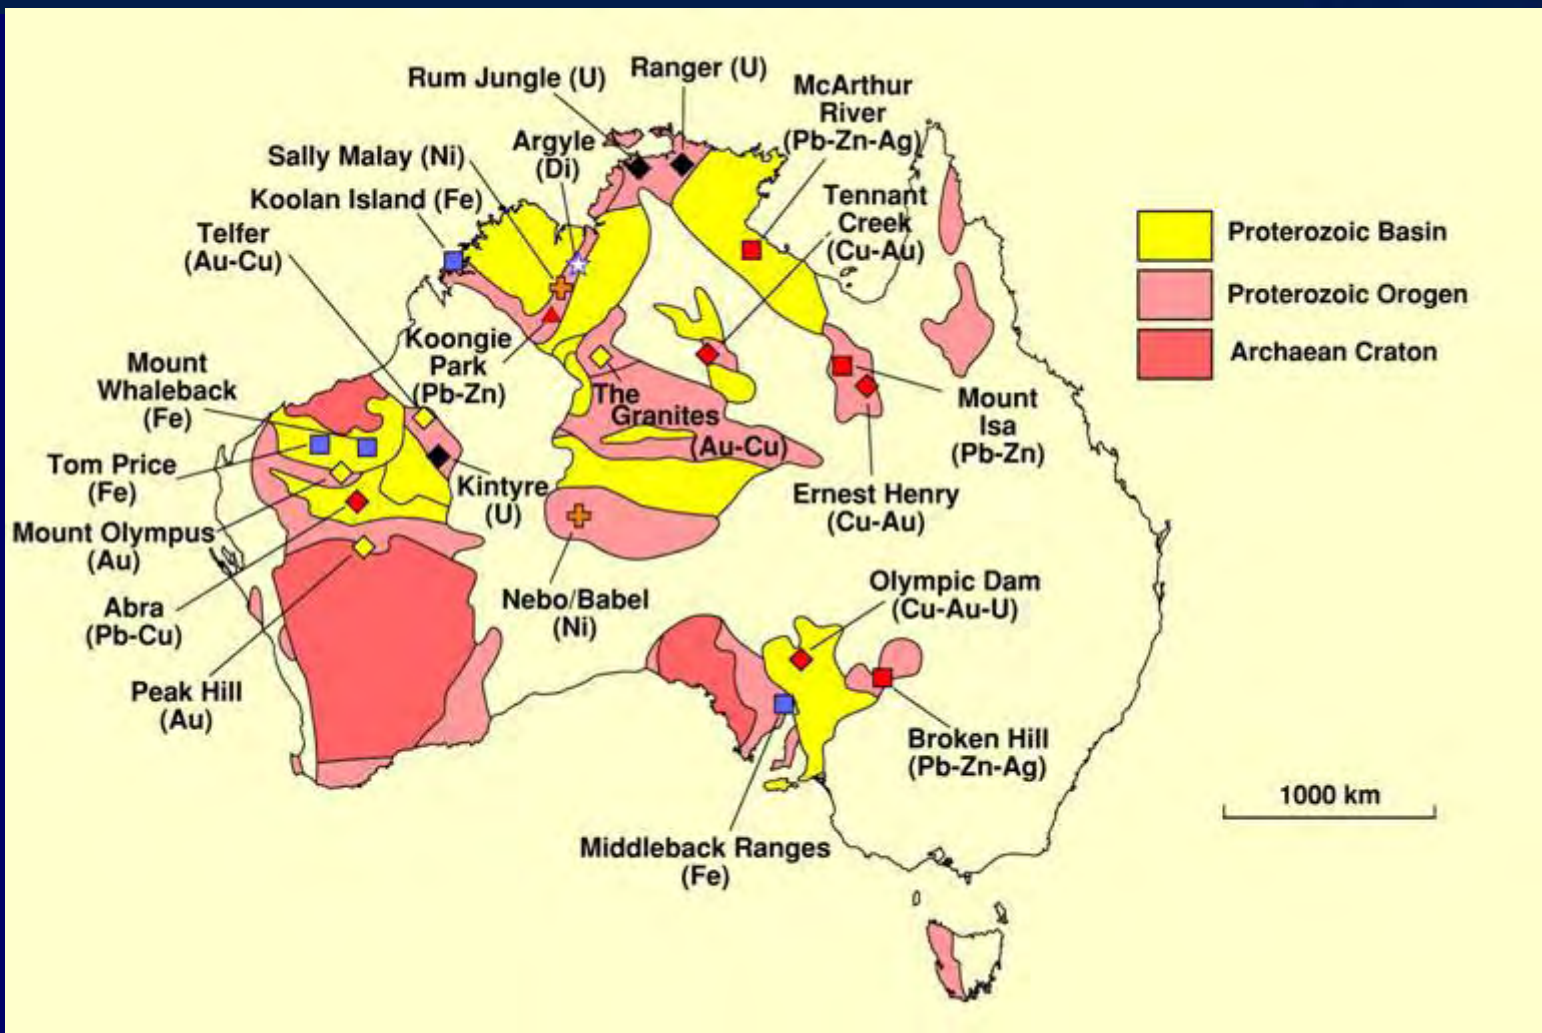 Rum Jungle (U)
Ranger (U)
McArthur
River
(Pb-Zn-Ag)
Sally Malay (Ni)
Argyle
(Di)
Koolan Island (Fe)
Tennant
Creek
(Cu-Au)
Telfer
(Au-Cu)
Proterozoic Basin
Proterozoic Orogen
Archaean Craton
Koongie
Park
(Pb-Zn)
Mount
Whaleback
(Fe)
The
Granites
(Au-Cu)
Mount
Isa
(Pb-Zn)
Tom Price
(Fe)
Kintyre
(U)
Ernest Henry
(Cu-Au)
Mount Olympus
(Au)
Abra
(Pb-Cu)
Nebo/Babel
(Ni)
Olympic Dam
(Cu-Au-U)
Peak Hill
(Au)
Broken Hill
(Pb-Zn-Ag)
1000 km
Middleback Ranges
(Fe)